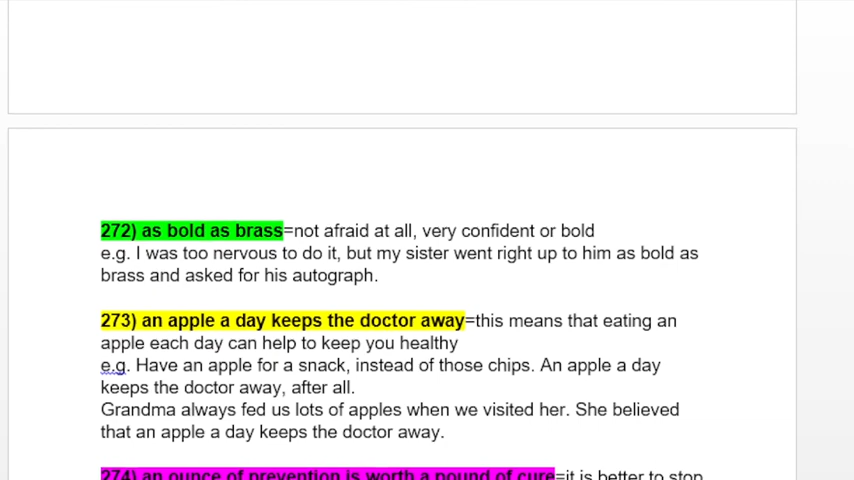 272) as bold as brass=not afraid at all, very confident or bold
e.g. I was too nervous to do it, but my sister went right up to him as bold as
brass and asked for his autograph.
273) an apple a day keeps the doctor away=this means that eating an
apple each day can help to keep you healthy
e.g. Have an apple for a snack, instead of those chips. An apple a day
keeps the doctor away, after all.
Grandma always fed us lots of apples when we visited her. She believed
that an apple a day keeps the doctor away.
274) an ounce of prevention is worth a pound of cure=it is better to stop